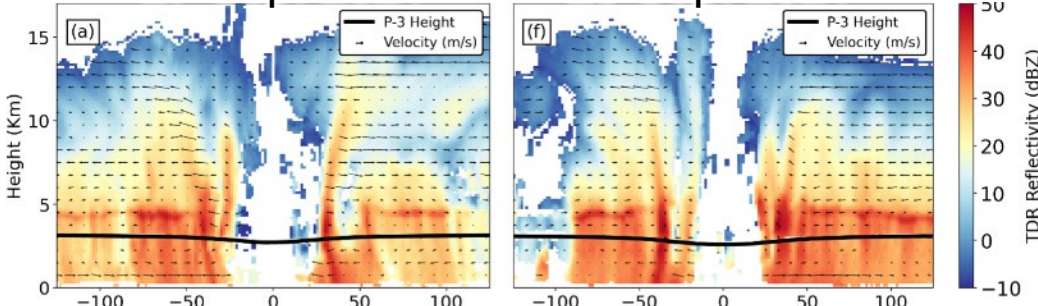 (a)
P-3 Height
Velocity (m/s)
(f)
P-3 Height
Velocity (m/s)
Height (Km)
15
10
5
0
−100 −50 0 50 100
−100 −50 0 50 100
TDR Reflectivity (dBZ)
50
40
30
20
10
0
−10